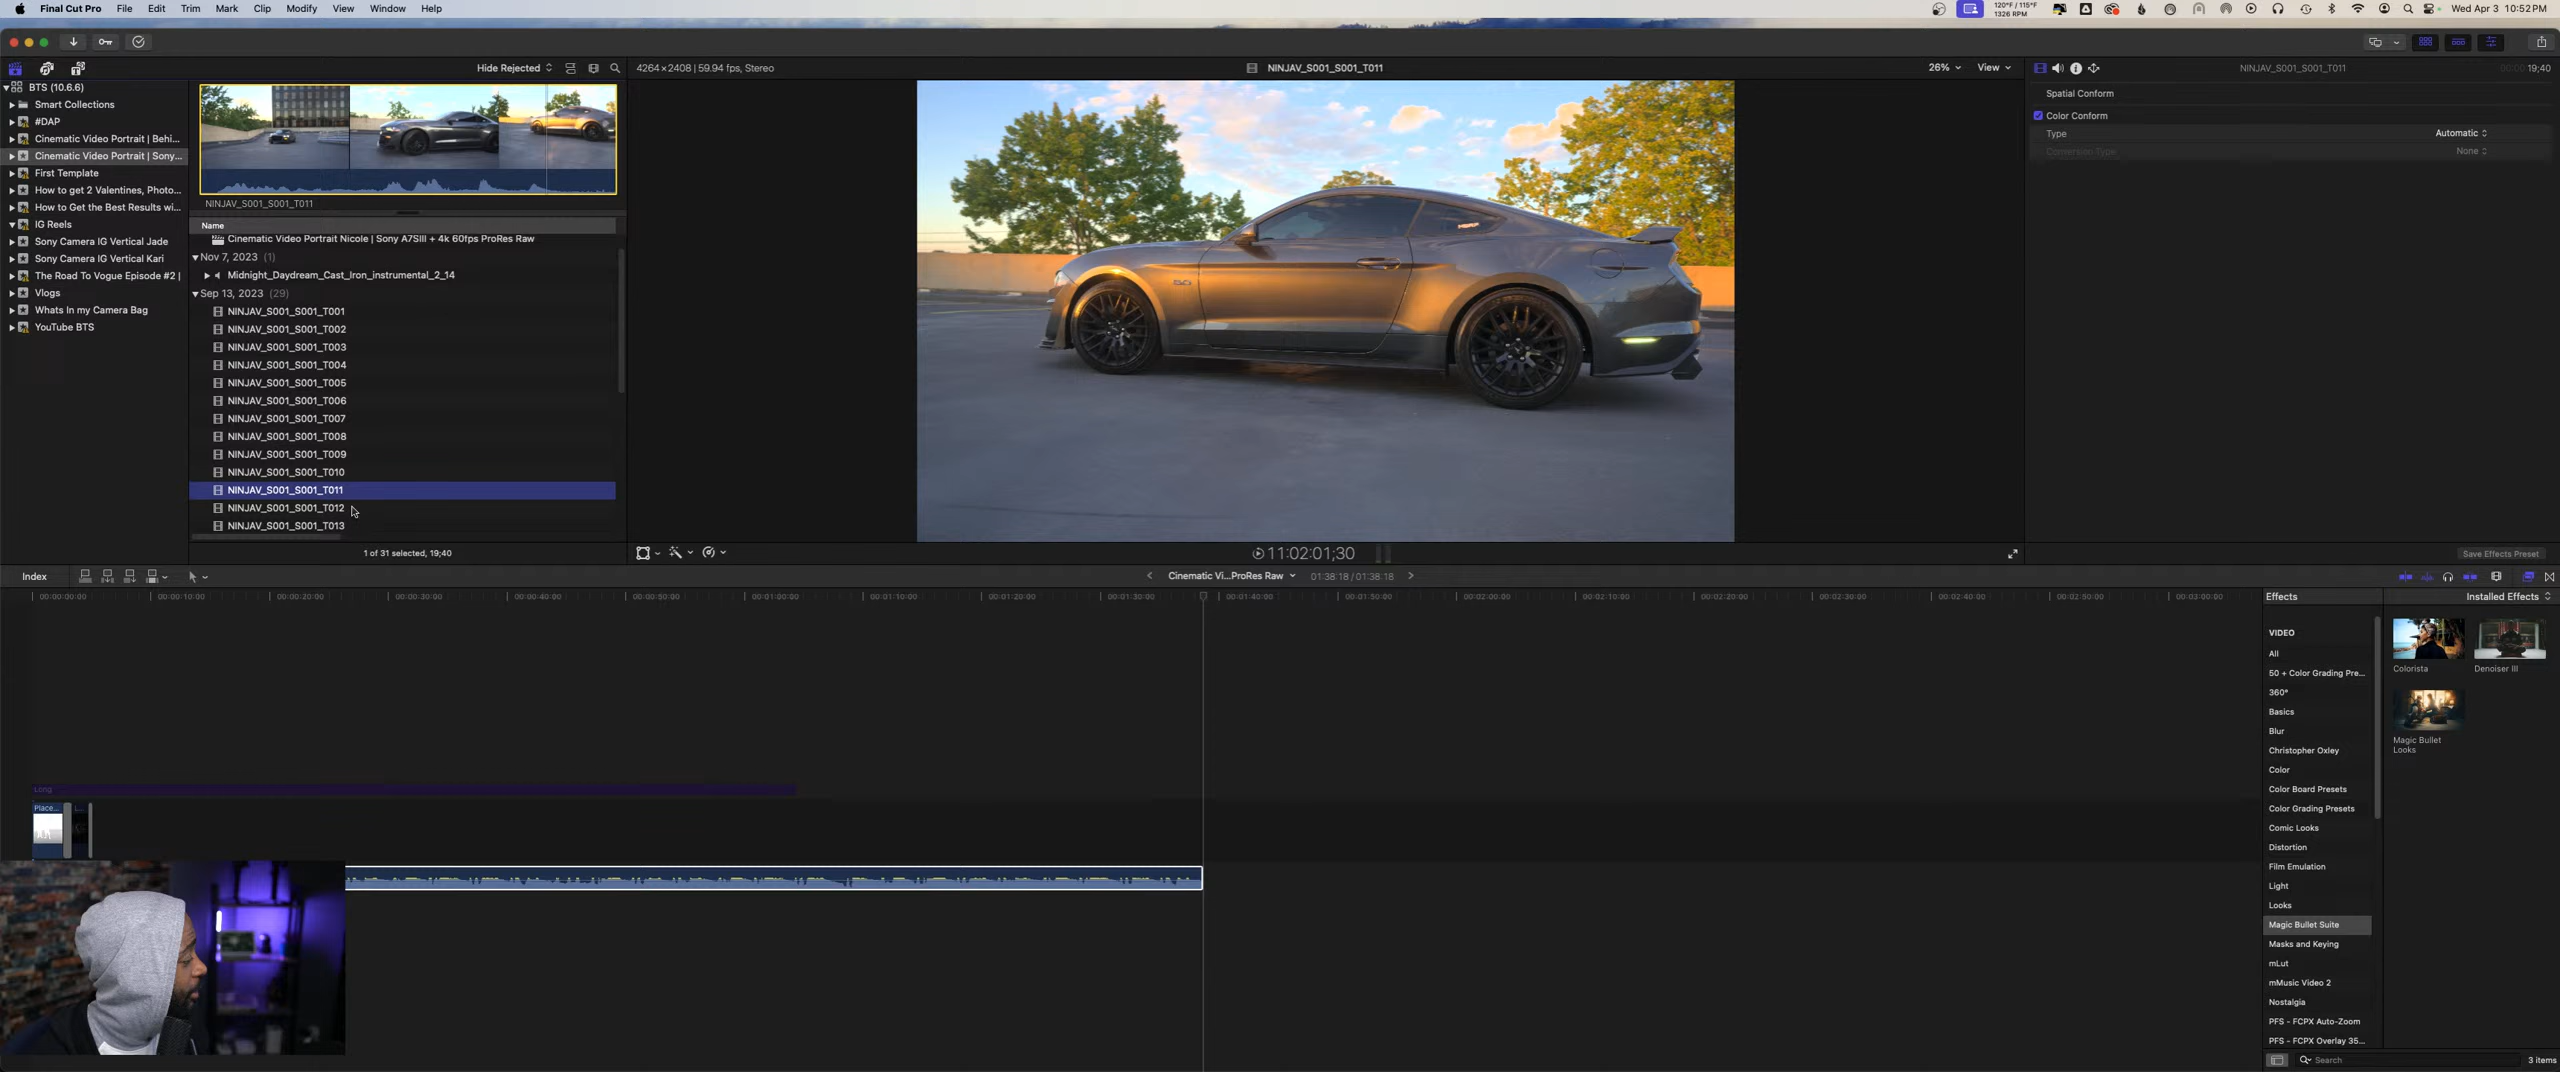 Final Cut Pro File Edit Trim Mark Clip Modify View Window Help
120°F / 115°F
1326 RPM
Wed Apr 3 10:52 PM
Hide Rejected
4264×2408 | 59.94 fps, Stereo
NINJAV_S001_S001_T011
26% View
NINJAV_S001_S001_T011
19;40
BTS (10.6.6)
Smart Collections
#DAP
Cinematic Video Portrait | Behi...
Cinematic Video Portrait | Sony...
First Template
How to get 2 Valentines, Photo...
How to Get the Best Results wi...
IG Reels
Sony Camera IG Vertical Jade
Sony Camera IG Vertical Kari
The Road To Vogue Episode #2 |
Vlogs
Whats In my Camera Bag
YouTube BTS
NINJAV_S001_S001_T011
Name
Cinematic Video Portrait Nicole | Sony A7SIII + 4k 60fps ProRes Raw
Nov 7, 2023 (1)
Midnight_Daydream_Cast_Iron_instrumental_2_14
Sep 13, 2023 (29)
NINJAV_S001_S001_T001
NINJAV_S001_S001_T002
NINJAV_S001_S001_T003
NINJAV_S001_S001_T004
NINJAV_S001_S001_T005
NINJAV_S001_S001_T006
NINJAV_S001_S001_T007
NINJAV_S001_S001_T008
NINJAV_S001_S001_T009
NINJAV_S001_S001_T010
NINJAV_S001_S001_T011
NINJAV_S001_S001_T012
NINJAV_S001_S001_T013
1 of 31 selected, 19;40
5.0
11:02:01;30
Spatial Conform
Color Conform
Type Automatic
Conversion Type None
Save Effects Preset
Index
Cinematic Vi...ProRes Raw
01:38:18 / 01:38:18
00:00:00:00 00:00:10:00 00:00:20:00 00:00:30:00 00:00:40:00 00:00:50:00 00:01:00:00 00:01:10:00 00:01:20:00 00:01:30:00 00:01:40:00 00:01:50:00 00:02:00:00 00:02:10:00 00:02:20:00 00:02:30:00 00:02:40:00 00:02:50:00 00:03:00:00
Long
Place...
Effects
Installed Effects
VIDEO
All
50 + Color Grading Pre...
360°
Basics
Blur
Christopher Oxley
Color
Color Board Presets
Color Grading Presets
Comic Looks
Distortion
Film Emulation
Light
Looks
Magic Bullet Suite
Masks and Keying
mLut
mMusic Video 2
Nostalgia
PFS - FCPX Auto-Zoom
PFS - FCPX Overlay 35...
Colorista
Denoiser III
Magic Bullet
Looks
Search
3 items